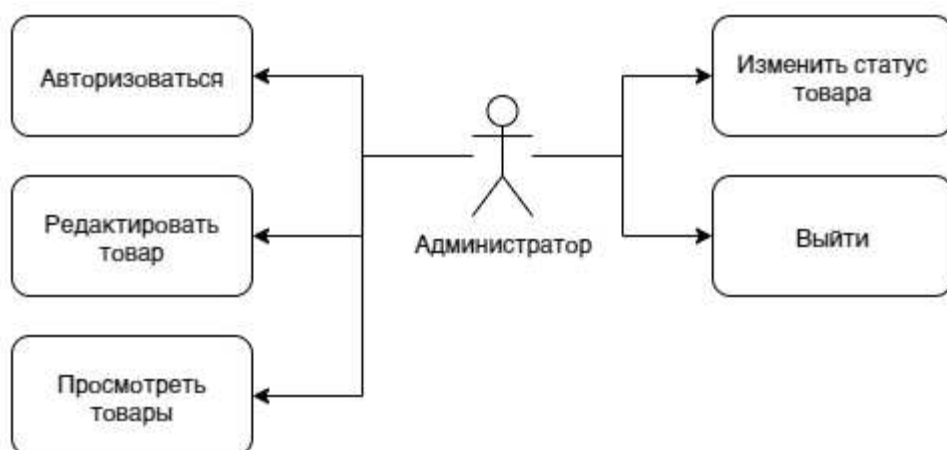 Авторизоваться
Редактировать
товар
Просмотреть
товары
Администратор
Изменить статус
товара
Выйти